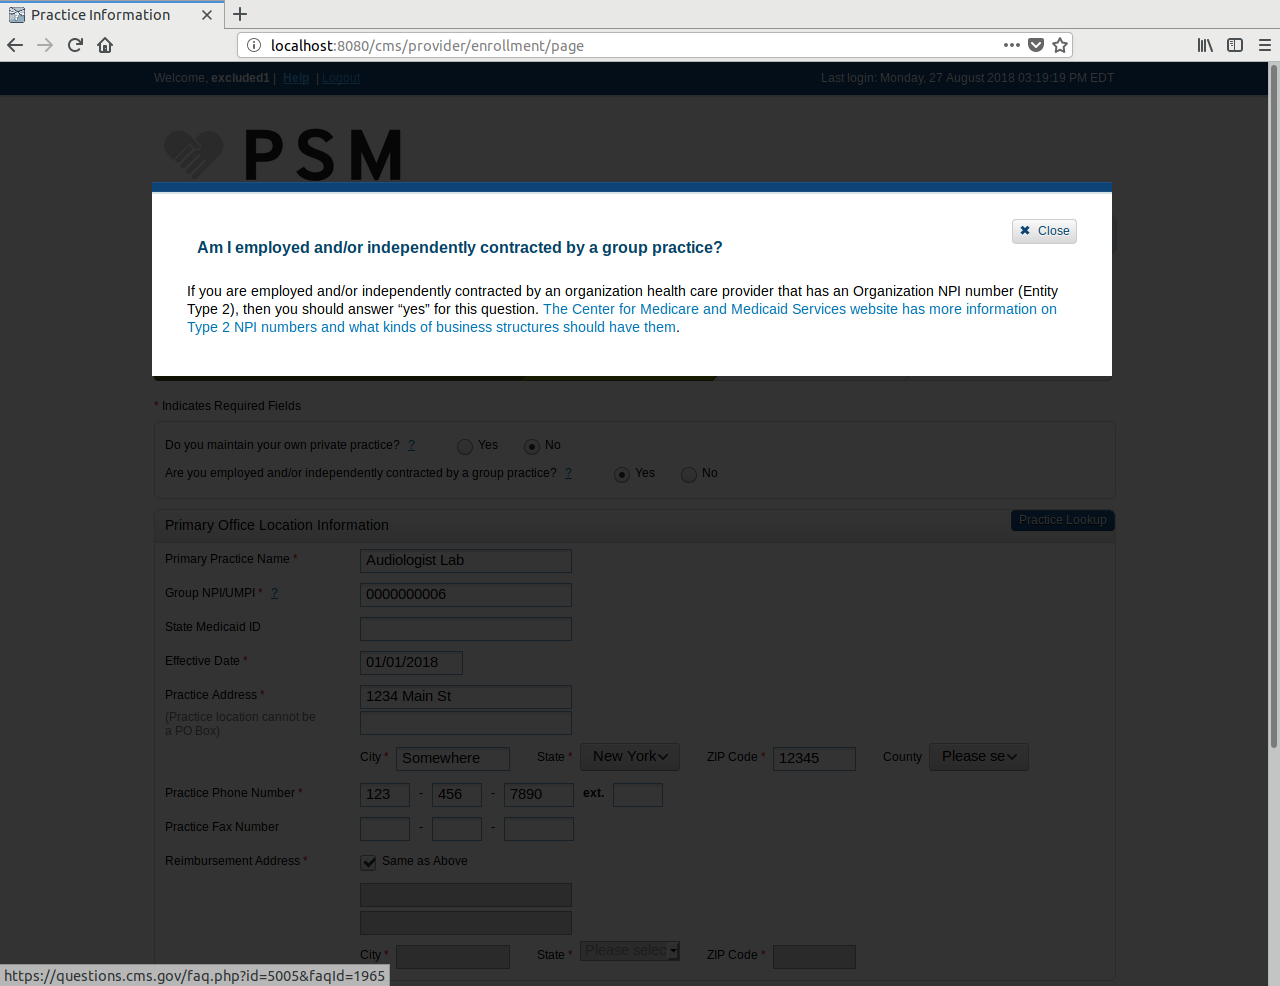 Practice Information
localhost:8080/cms/provider/enrollment/page
Welcome, excluded1 | Help | Logout
Last login: Monday, 27 August 2018 03:19:19 PM EDT
PSM
Close
Am I employed and/or independently contracted by a group practice?
If you are employed and/or independently contracted by an organization health care provider that has an Organization NPI number (Entity
Type 2), then you should answer “yes” for this question. The Center for Medicare and Medicaid Services website has more information on
Type 2 NPI numbers and what kinds of business structures should have them.
* Indicates Required Fields
Do you maintain your own private practice? ? Yes No
Are you employed and/or independently contracted by a group practice? ? Yes No
Primary Office Location Information
Practice Lookup
Primary Practice Name * Audiologist Lab
Group NPI/UMPI * ? 0000000006
State Medicaid ID
Effective Date * 01/01/2018
Practice Address * 1234 Main St
(Practice location cannot be
a PO Box)
City * Somewhere State * New York ZIP Code * 12345 County Please se
Practice Phone Number * 123 - 456 - 7890 ext.
Practice Fax Number - -
Reimbursement Address * Same as Above
City * State * Please selec ZIP Code *
https://questions.cms.gov/faq.php?id=5005&faqId=1965